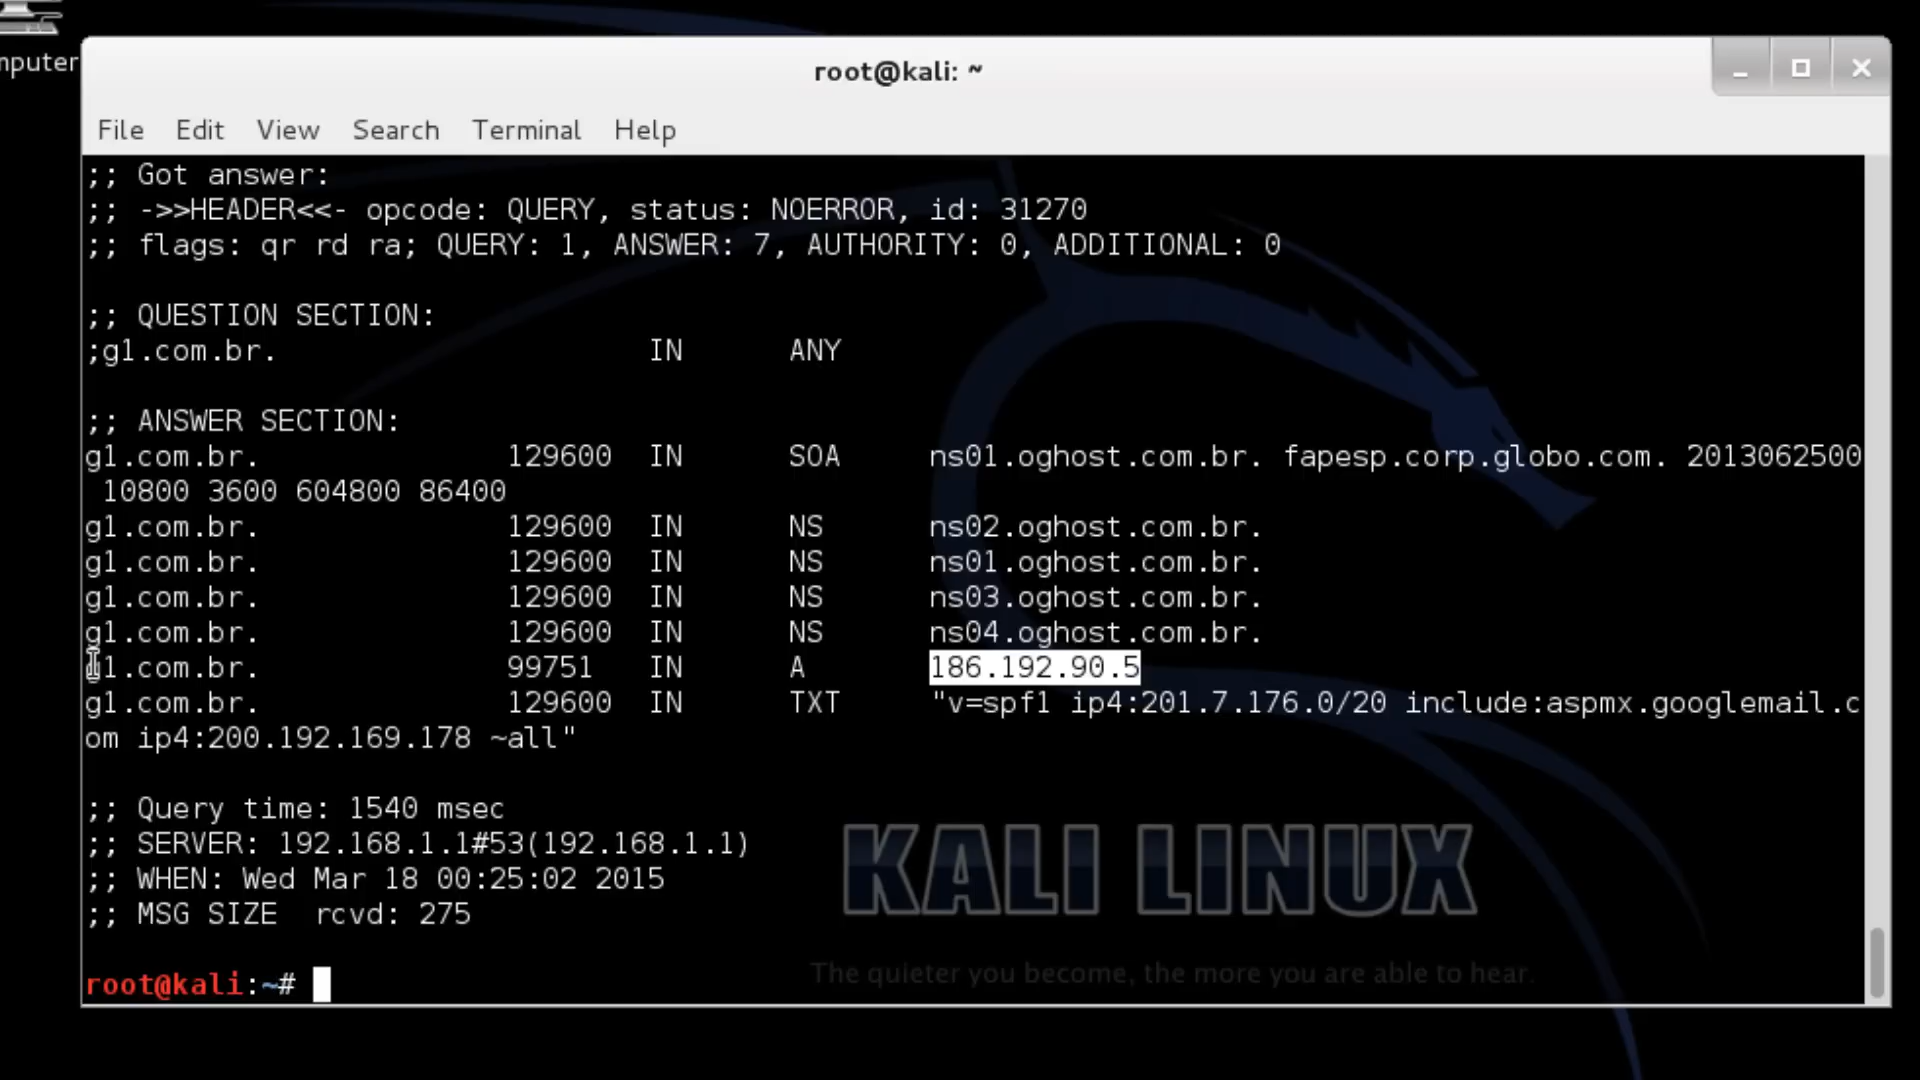 mputer
root@kali: ~
File Edit View Search Terminal Help
;; Got answer:
;; ->>HEADER<<- opcode: QUERY, status: NOERROR, id: 31270
;; flags: qr rd ra; QUERY: 1, ANSWER: 7, AUTHORITY: 0, ADDITIONAL: 0
;; QUESTION SECTION:
;g1.com.br. IN ANY
;; ANSWER SECTION:
g1.com.br. 129600 IN SOA ns01.oghost.com.br. fapesp.corp.globo.com. 2013062500
10800 3600 604800 86400
g1.com.br. 129600 IN NS ns02.oghost.com.br.
g1.com.br. 129600 IN NS ns01.oghost.com.br.
g1.com.br. 129600 IN NS ns03.oghost.com.br.
g1.com.br. 129600 IN NS ns04.oghost.com.br.
g1.com.br. 99751 IN A 186.192.90.5
g1.com.br. 129600 IN TXT "v=spf1 ip4:201.7.176.0/20 include:aspmx.googlemail.c
om ip4:200.192.169.178 ~all"
;; Query time: 1540 msec
;; SERVER: 192.168.1.1#53(192.168.1.1)
;; WHEN: Wed Mar 18 00:25:02 2015
;; MSG SIZE rcvd: 275
KALI LINUX
The quieter you become, the more you are able to hear.
root@kali:~#